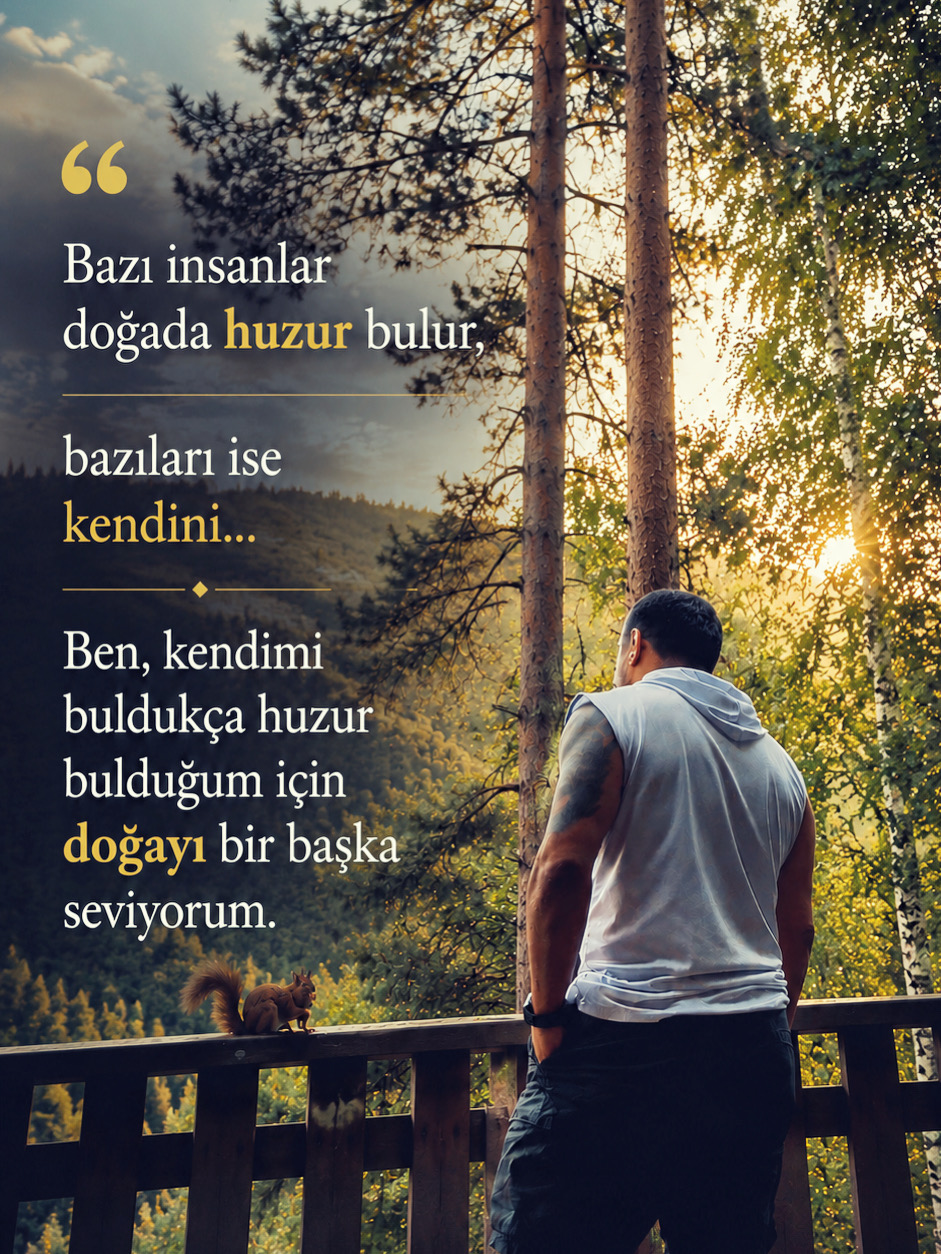 “
Bazı insanlar
doğada huzur bulur,
bazıları ise
kendini...
Ben, kendimi
buldukça huzur
bulduğum için
doğayı bir başka
seviyorum.